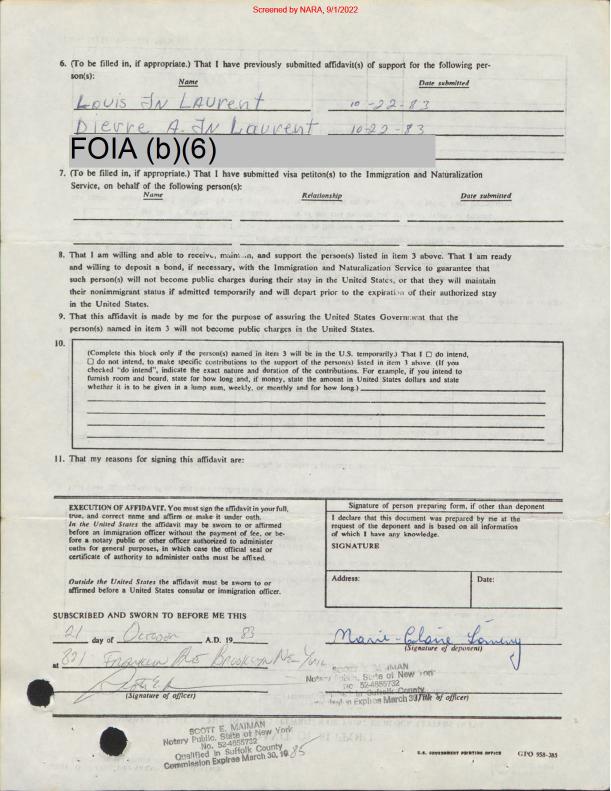 Screened by NARA, 9/1/2022
6. (To be filled in, if appropriate.) That I have previously submitted affidavit(s) of support for the following per-
son(s):
Name Date submitted
Louis Jn Laurent 10-22-83
Pierre A. Jn Laurent 10-22-83
FOIA (b)(6)
7. (To be filled in, if appropriate.) That I have submitted visa petiton(s) to the Immigration and Naturalization
Service, on behalf of the following person(s):
Name Relationship Date submitted
8. That I am willing and able to receive, maintain, and support the person(s) listed in item 3 above. That I am ready
and willing to deposit a bond, if necessary, with the Immigration and Naturalization Service to guarantee that
such person(s) will not become public charges during their stay in the United States, or that they will maintain
their nonimmigrant status if admitted temporarily and will depart prior to the expiration of their authorized stay
in the United States.
9. That this affidavit is made by me for the purpose of assuring the United States Government that the
person(s) named in item 3 will not become public charges in the United States.
10.
(Complete this block only if the person(s) named in item 3 will be in the U.S. temporarily.) That I ☐ do intend,
☐ do not intend, to make specific contributions to the support of the person(s) listed in item 3 above. (If you
checked "do intend", indicate the exact nature and duration of the contributions. For example, if you intend to
furnish room and board, state for how long and, if money, state the amount in United States dollars and state
whether it is to be given in a lump sum, weekly, or monthly and for how long.)
11. That my reasons for signing this affidavit are:
EXECUTION OF AFFIDAVIT. You must sign the affidavit in your full,
true, and correct name and affirm or make it under oath.
In the United States the affidavit may be sworn to or affirmed
before an immigration officer without the payment of fee, or be-
fore a notary public or other officer authorized to administer
oaths for general purposes, in which case the official seal or
certificate of authority to administer oaths must be affixed.
Outside the United States the affidavit must be sworn to or
affirmed before a United States consular or immigration officer.
Signature of person preparing form, if other than deponent
I declare that this document was prepared by me at the
request of the deponent and is based on all information
of which I have any knowledge.
SIGNATURE
Address: Date:
SUBSCRIBED AND SWORN TO BEFORE ME THIS
21 day of October A.D. 19 83
Marie-Claire
(Signature of deponent)
at 821 Franklin Ave Brooklyn New York
(Signature of officer)
SCOTT E. MAIMAN
Notary Public, State of New York
No. 52-4655732
Qualified in Suffolk County
Commission Expires March 30,
(Title of officer)
SCOTT E. MAIMAN
Notary Public, State of New York
No. 52-4655732
Qualified in Suffolk County
Commission Expires March 30, 1985
U.S. GOVERNMENT PRINTING OFFICE GPO 958-385